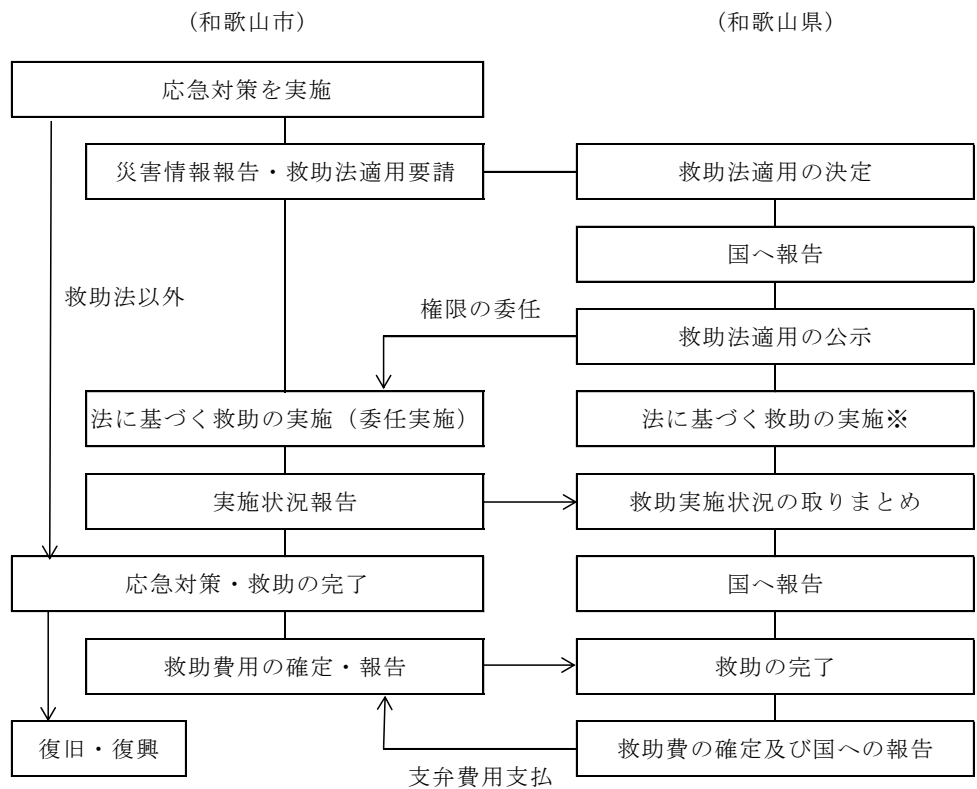 (和歌山市)
(和歌山県)
応急対策を実施
災害情報報告・救助法適用要請
救助法適用の決定
国へ報告
救助法以外
権限の委任
救助法適用の公示
法に基づく救助の実施（委任実施）
法に基づく救助の実施※
実施状況報告
救助実施状況の取りまとめ
応急対策・救助の完了
国へ報告
救助費用の確定・報告
救助の完了
復旧・復興
救助費の確定及び国への報告
支弁費用支払